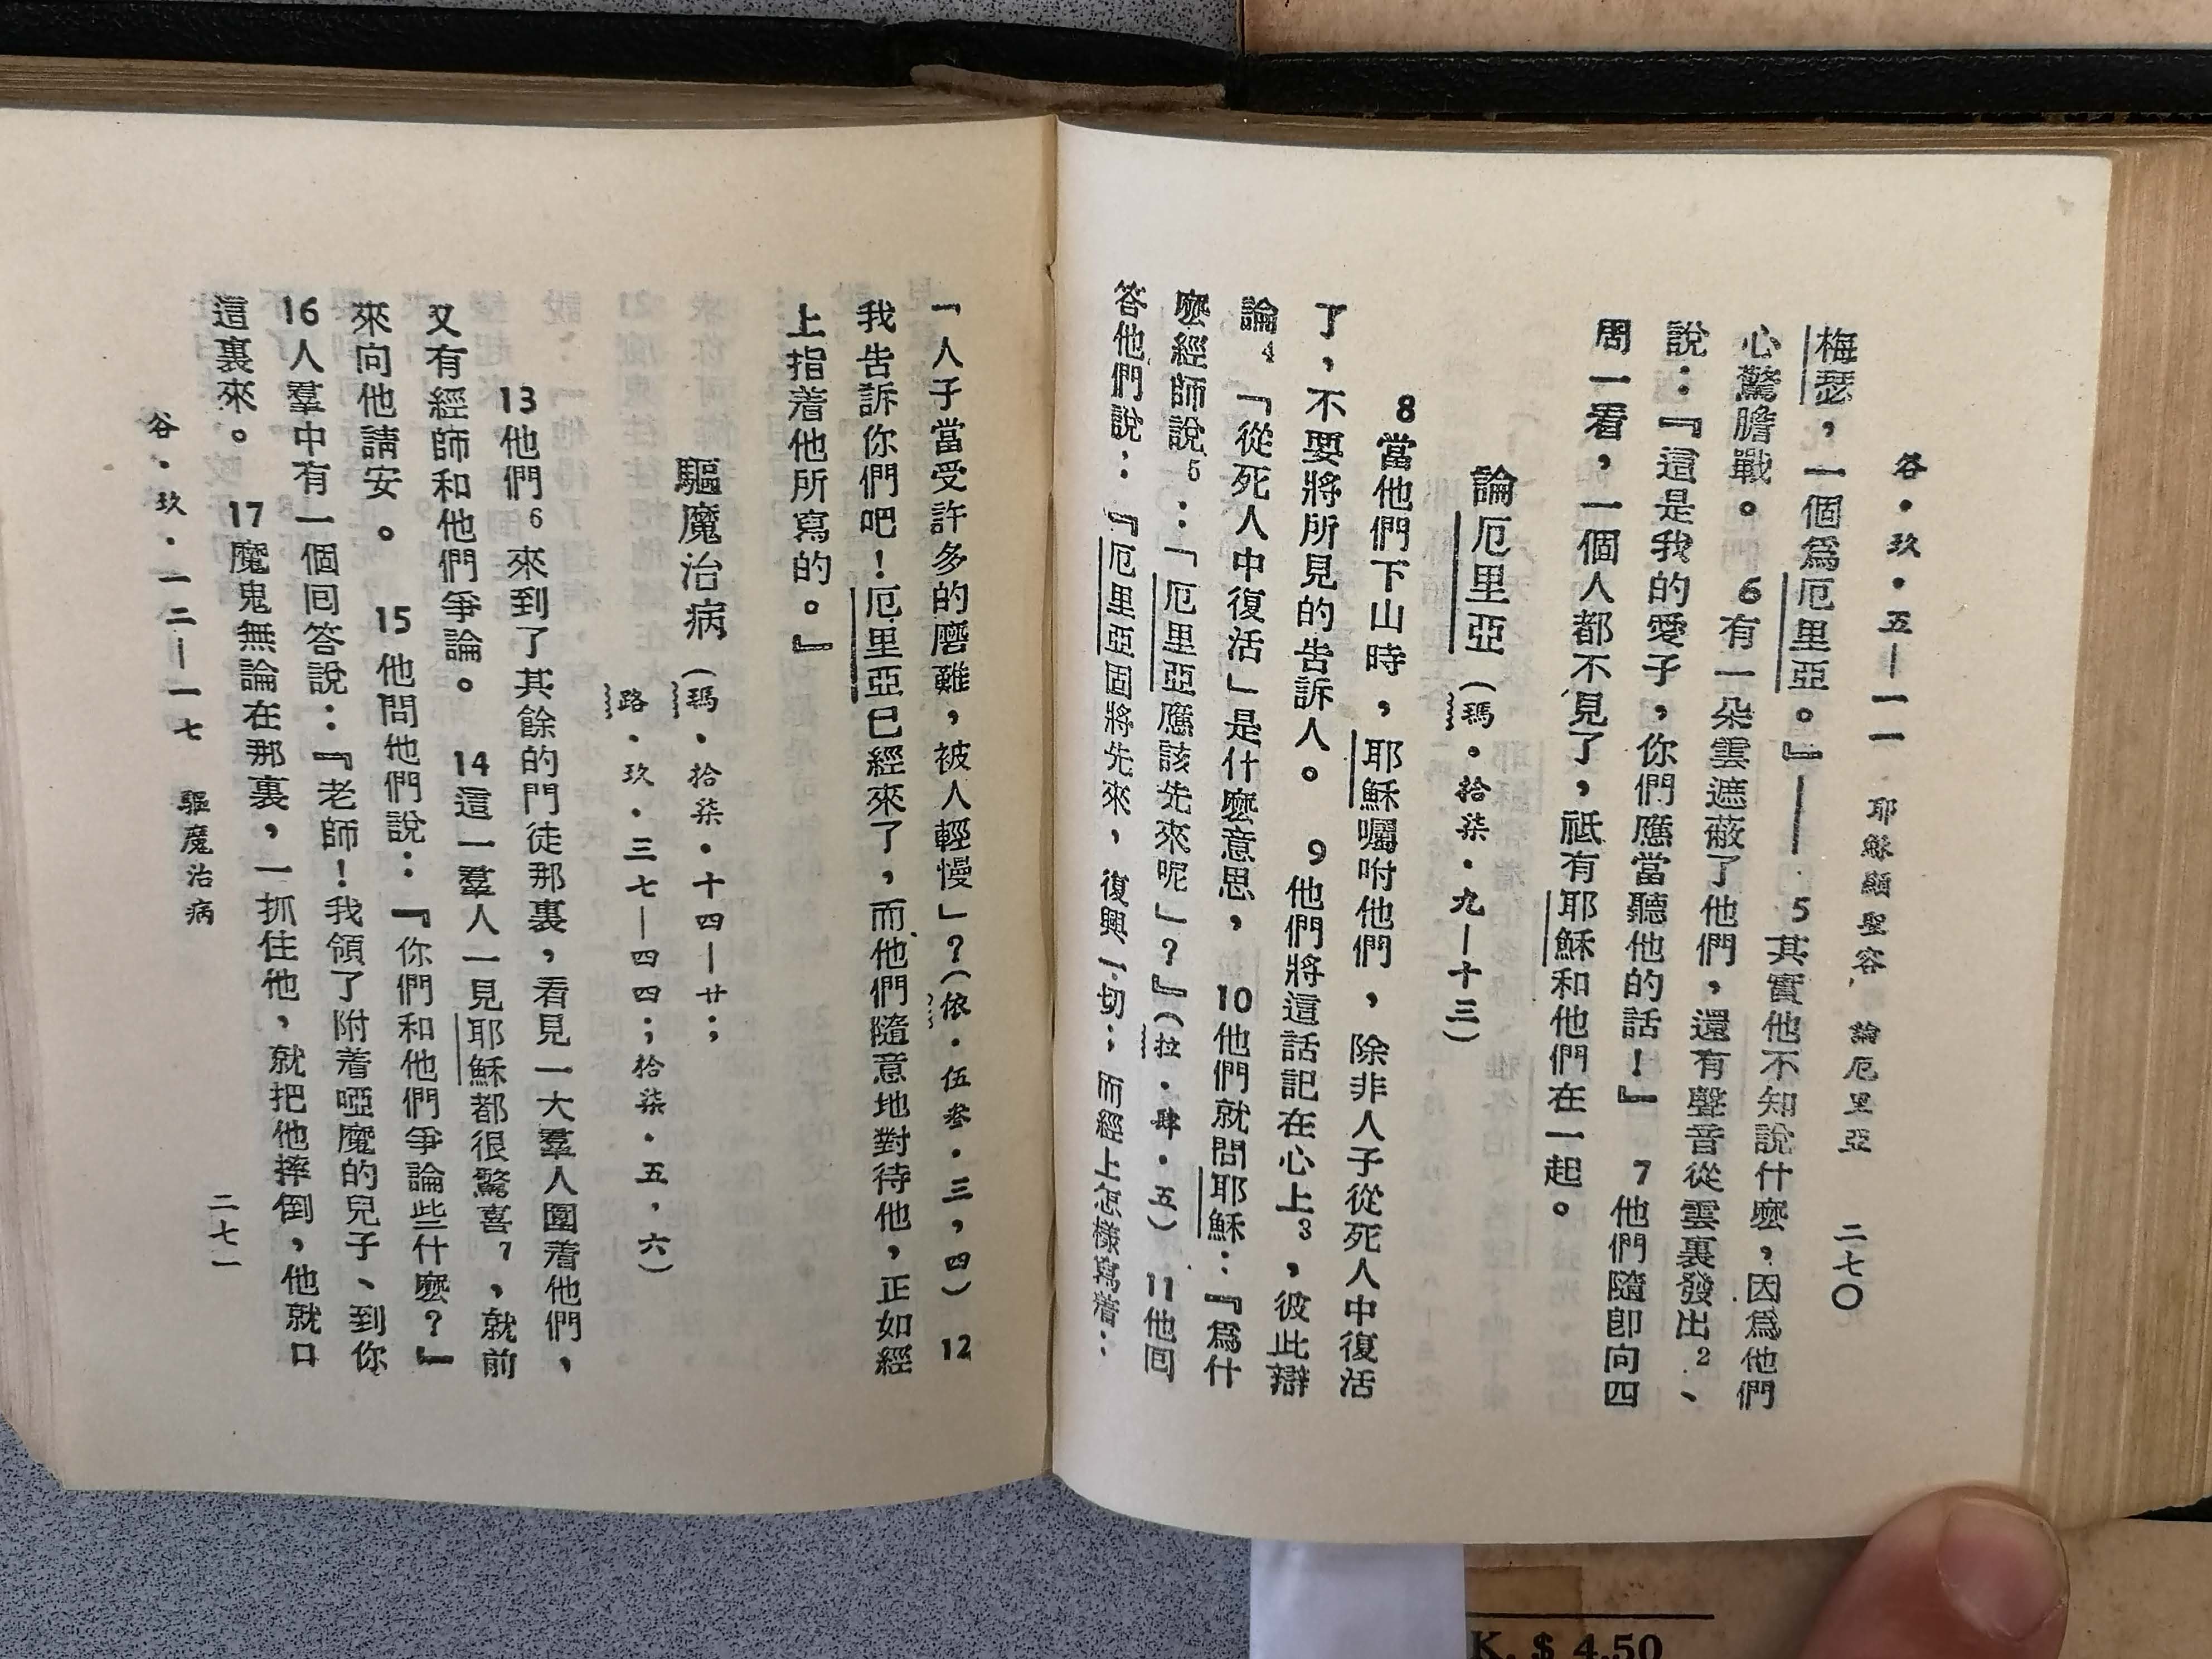 谷·玖·五—一一 耶穌顯聖容 論厄里亞 二七〇
梅瑟，一個爲厄里亞。』—— 5其實他不知說什麼，因爲他們
心驚膽戰。 6有一朵雲遮蔽了他們，還有聲音從雲裏發出2、
說：『這是我的愛子，你們應當聽他的話！』 7他們隨卽向四
周一看，一個人都不見了，祇有耶穌和他們在一起。
論厄里亞（瑪·拾柒·九—十三）
8當他們下山時，耶穌囑咐他們，除非人子從死人中復活
了，不要將所見的告訴人。 9他們將這話記在心上3，彼此辯
論4「從死人中復活」是什麼意思， 10他們就問耶穌：『爲什
麼經師說5：「厄里亞應該先來呢」？』（拉·肆·五） 11他囘
答他們說：『厄里亞固將先來，復興一切；而經上怎樣寫着：
「人子當受許多的磨難，被人輕慢」？（依·伍叁·三，四） 12
我告訴你們吧！厄里亞已經來了，而他們隨意地對待他，正如經
上指着他所寫的。』
驅魔治病（瑪·拾柒·十四—廿；
路·玖·三七—四四；拾柒·五，六）
13他們6來到了其餘的門徒那裏，看見一大羣人圍着他們，
又有經師和他們爭論。 14這一羣人一見耶穌都很驚喜7，就前
來向他請安。 15他問他們說：『你們和他們爭論些什麼？』
16人羣中有一個囘答說：『老師！我領了附着啞魔的兒子、到你
這裏來。 17魔鬼無論在那裏，一抓住他，就把他摔倒，他就口
谷·玖·一二—一七 驅魔治病 二七一
K. $ 4.50